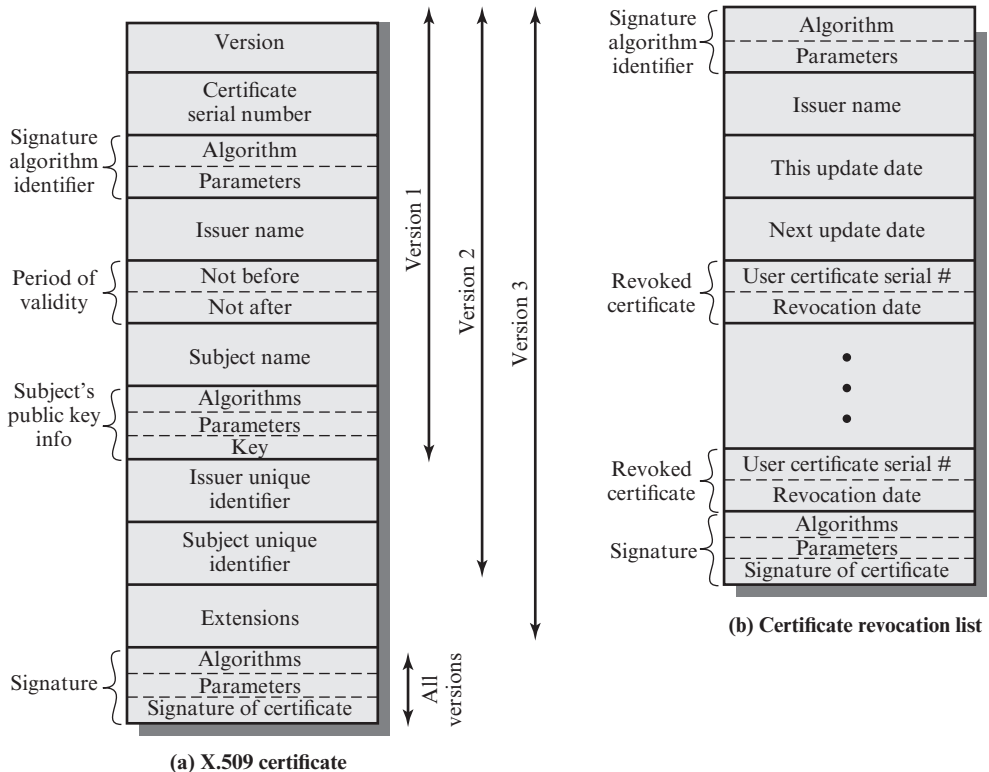 Version
Certificate
serial number
Signature
algorithm
identifier
Algorithm
Parameters
Issuer name
Period of
validity
Not before
Not after
Subject name
Subject's
public key
info
Algorithms
Parameters
Key
Issuer unique
identifier
Subject unique
identifier
Extensions
Signature
Algorithms
Parameters
Signature of certificate
Version 1
Version 2
Version 3
All
versions
(a) X.509 certificate
Signature
algorithm
identifier
Algorithm
Parameters
Issuer name
This update date
Next update date
Revoked
certificate
User certificate serial #
Revocation date
Revoked
certificate
User certificate serial #
Revocation date
Signature
Algorithms
Parameters
Signature of certificate
(b) Certificate revocation list